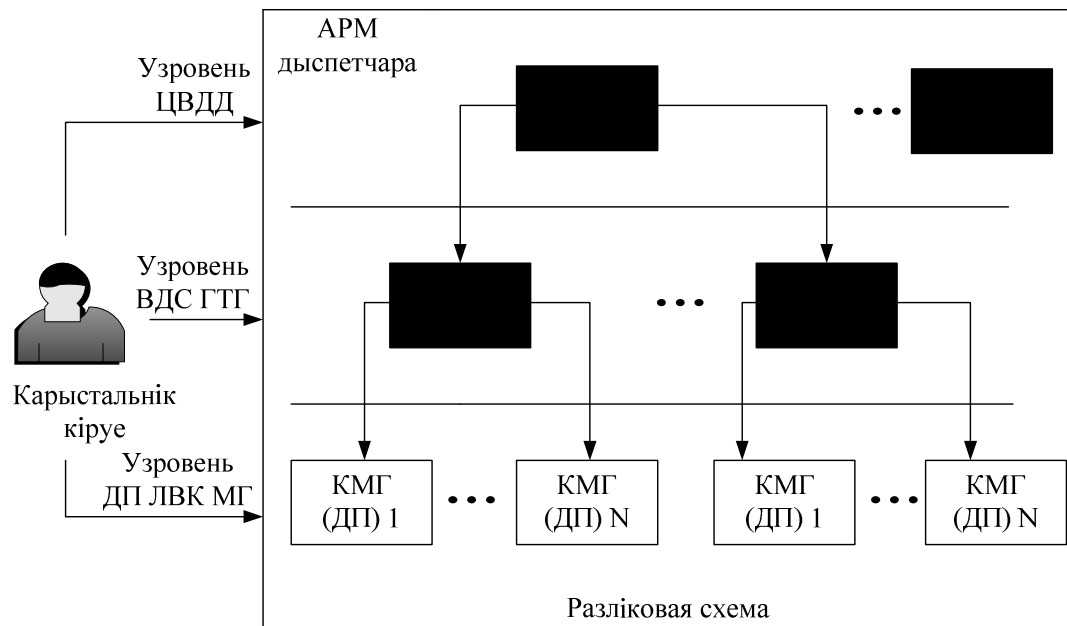 АРМ
дыспетчара
Узровень
ЦВДД
Узровень
ВДС ГТГ
Карыстальнік
кіруе
Узровень
ДП ЛВК МГ
КМГ
(ДП) 1
КМГ
(ДП) N
КМГ
(ДП) 1
КМГ
(ДП) N
Разліковая схема